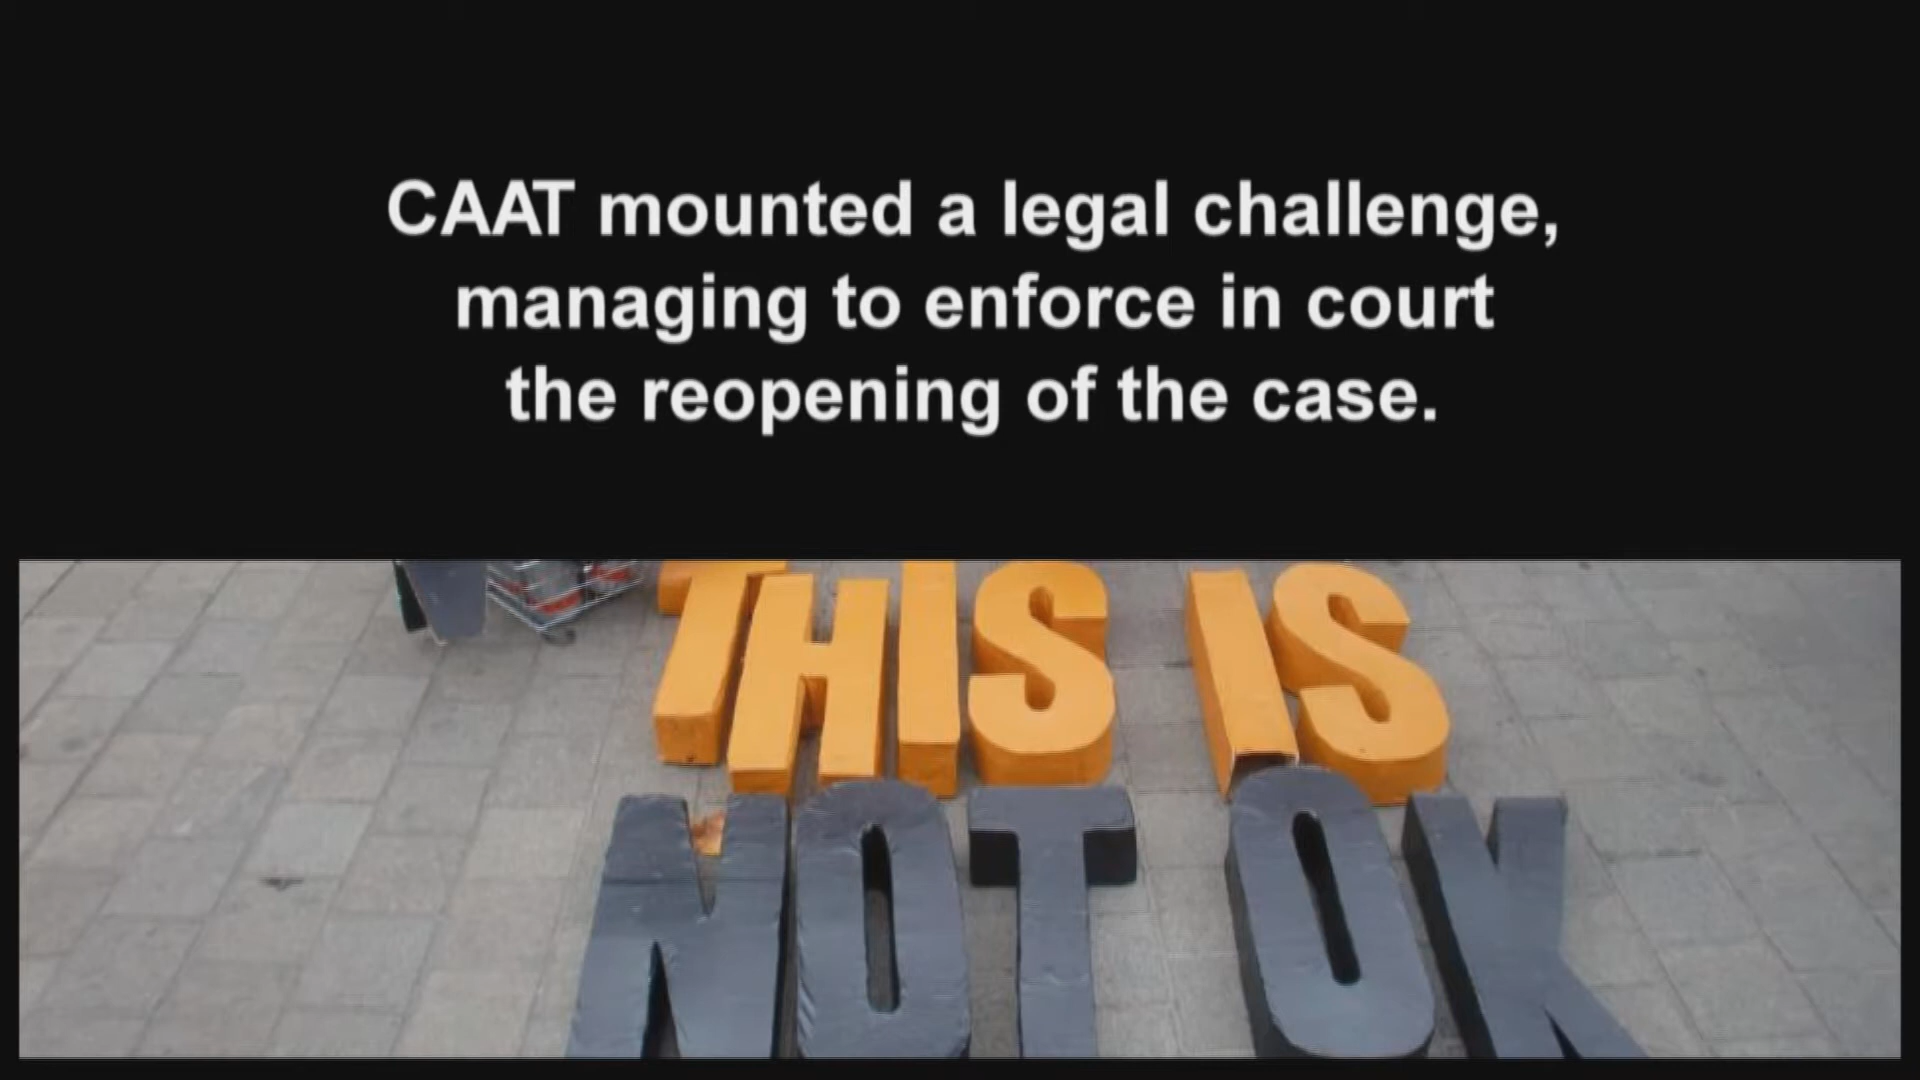 CAAT mounted a legal challenge,
managing to enforce in court
the reopening of the case.
THIS IS
NOT OK